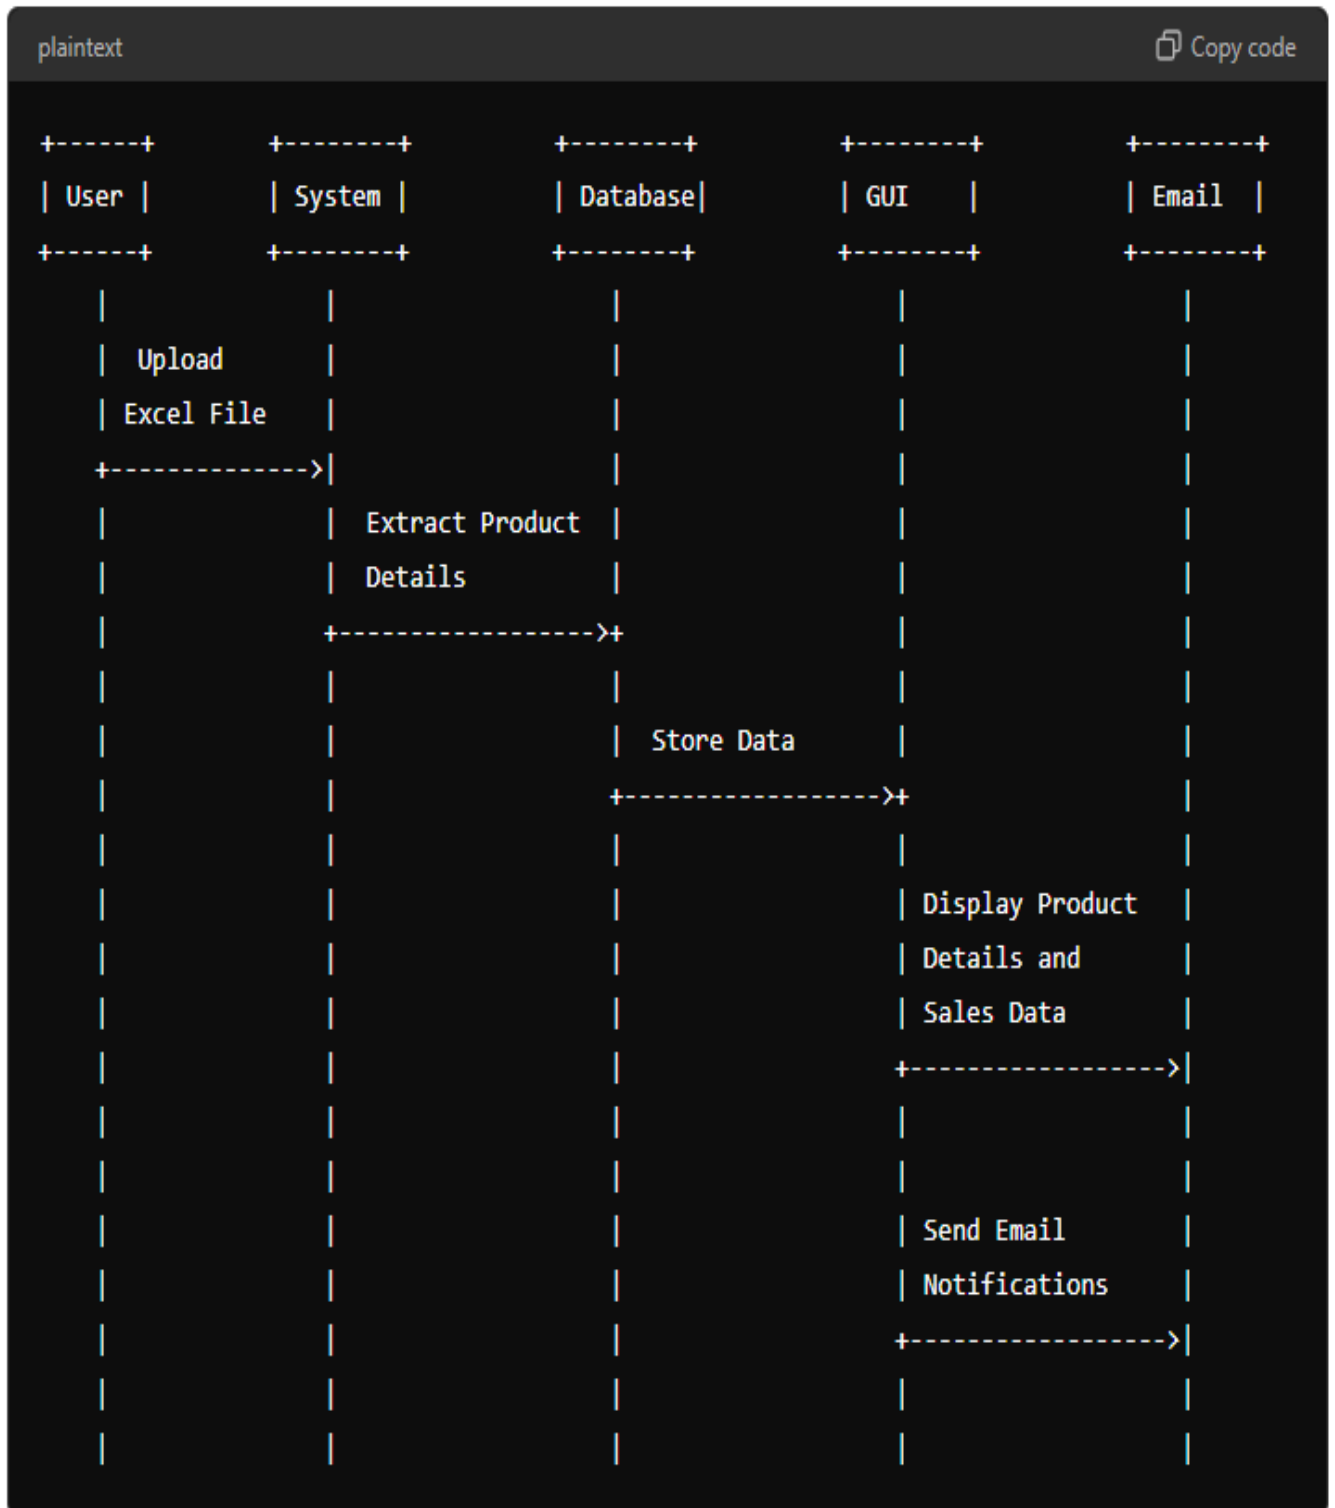 plaintext Copy code
+------+        +--------+          +--------+          +--------+          +--------+
| User |        | System |          | Database|         | GUI    |          | Email  |
+------+        +--------+          +--------+          +--------+          +--------+
    |               |                   |                   |                   |
    |  Upload       |                   |                   |                   |
    | Excel File    |                   |                   |                   |
    +-------------->|                   |                   |                   |
    |               |  Extract Product  |                   |                   |
    |               |  Details          |                   |                   |
    |               +------------------>+                   |                   |
    |               |                   |                   |                   |
    |               |                   |  Store Data       |                   |
    |               |                   +------------------>+                   |
    |               |                   |                   |                   |
    |               |                   |                   | Display Product   |
    |               |                   |                   | Details and       |
    |               |                   |                   | Sales Data        |
    |               |                   |                   +------------------>|
    |               |                   |                   |                   |
    |               |                   |                   |                   |
    |               |                   |                   | Send Email        |
    |               |                   |                   | Notifications     |
    |               |                   |                   +------------------>|
    |               |                   |                   |                   |
    |               |                   |                   |                   |